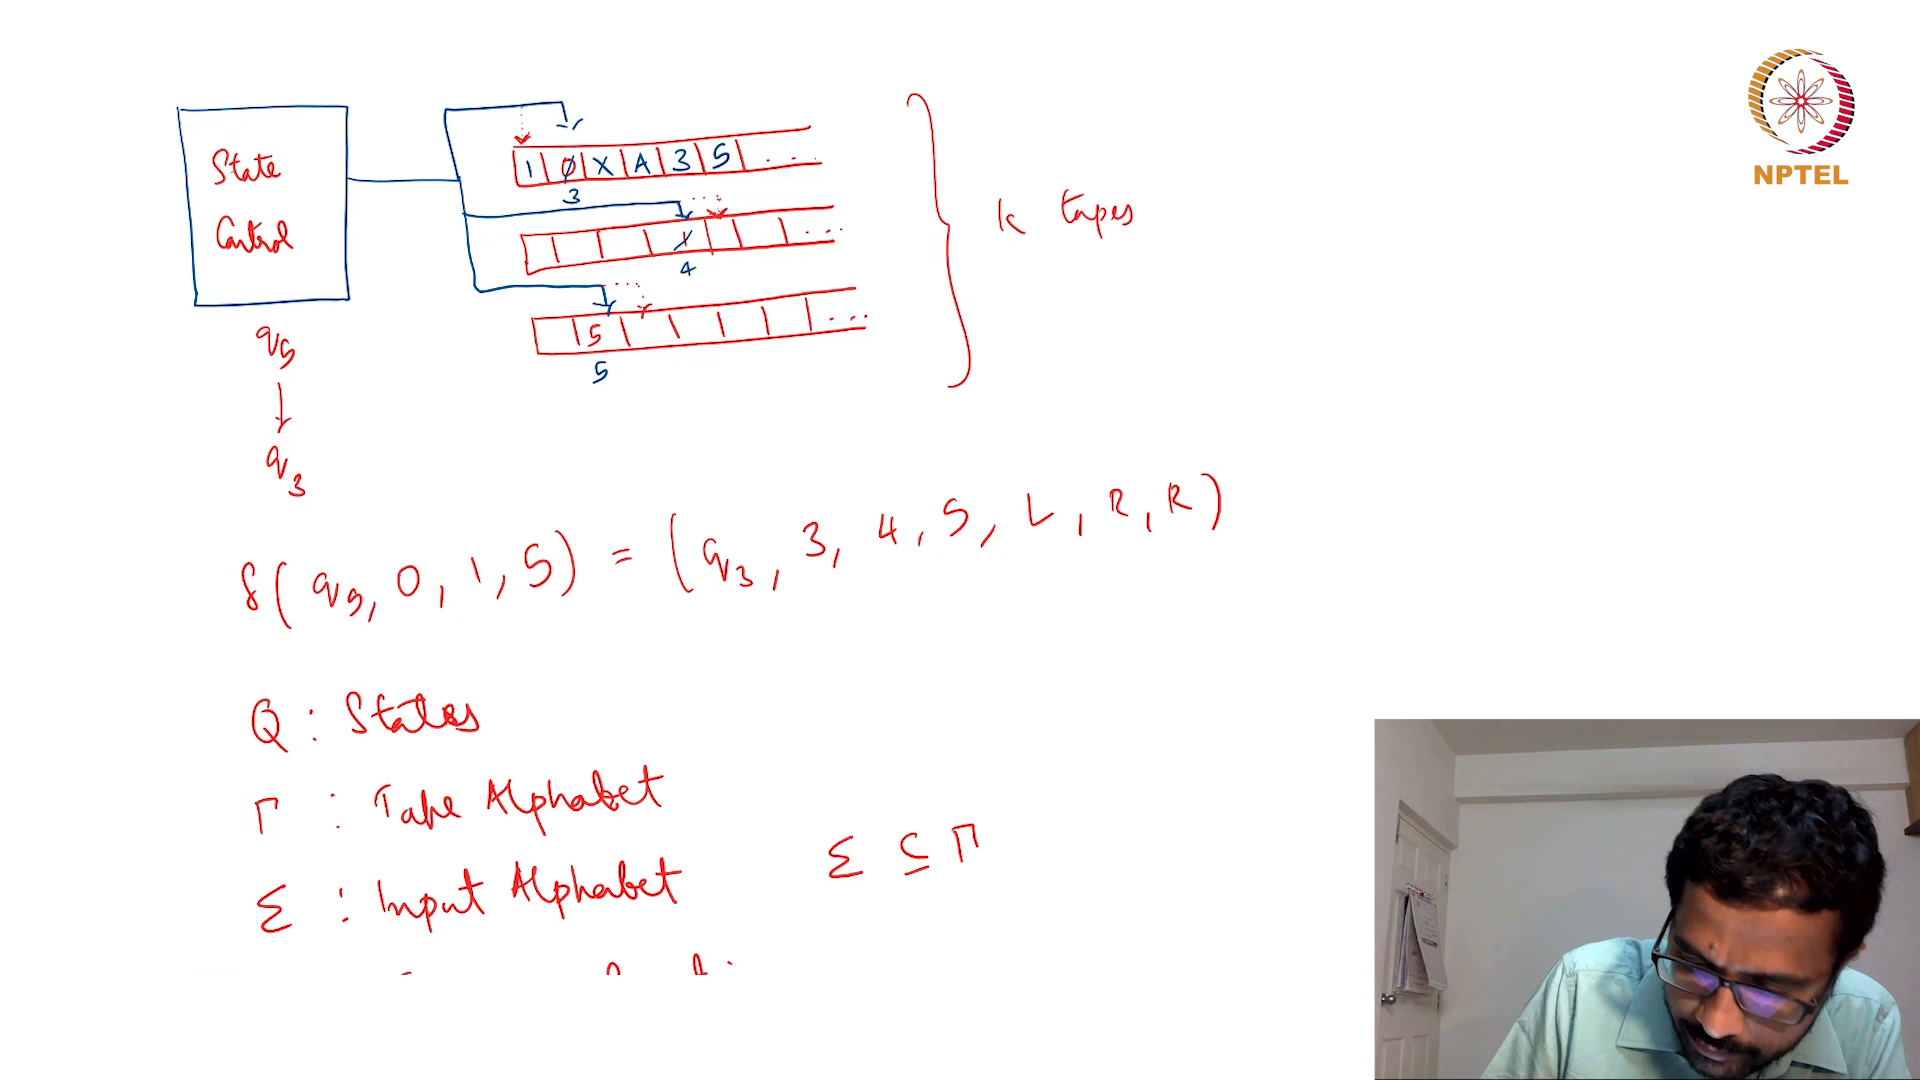 NPTEL
State
Control
1 0 X A 3 5 ...
3
1 ...
4
5 ...
5
k tapes
q5
↓
q3
δ(q5, 0, 1, 5) = (q3, 3, 4, 5, L, R, R)
Q : States
Γ : Tape Alphabet
Σ : Input Alphabet
Σ ⊆ Γ